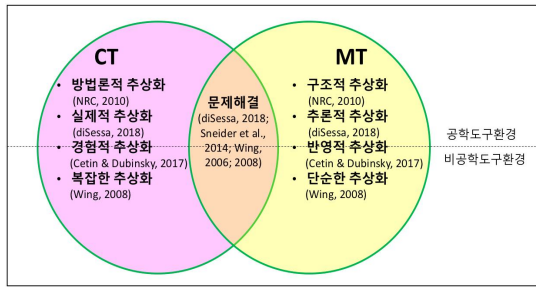 CT
• 방법론적 추상화
(NRC, 2010)
• 실제적 추상화
(diSessa, 2018)
• 경험적 추상화
(Cetin & Dubinsky, 2017)
• 복잡한 추상화
(Wing, 2008)
문제해결
(diSessa, 2018;
Sneider et al.,
2014; Wing,
2006; 2008)
MT
• 구조적 추상화
(NRC, 2010)
• 추론적 추상화
(diSessa, 2018)
• 반영적 추상화
(Cetin & Dubinsky, 2017)
• 단순한 추상화
(Wing, 2008)
공학도구환경
비공학도구환경